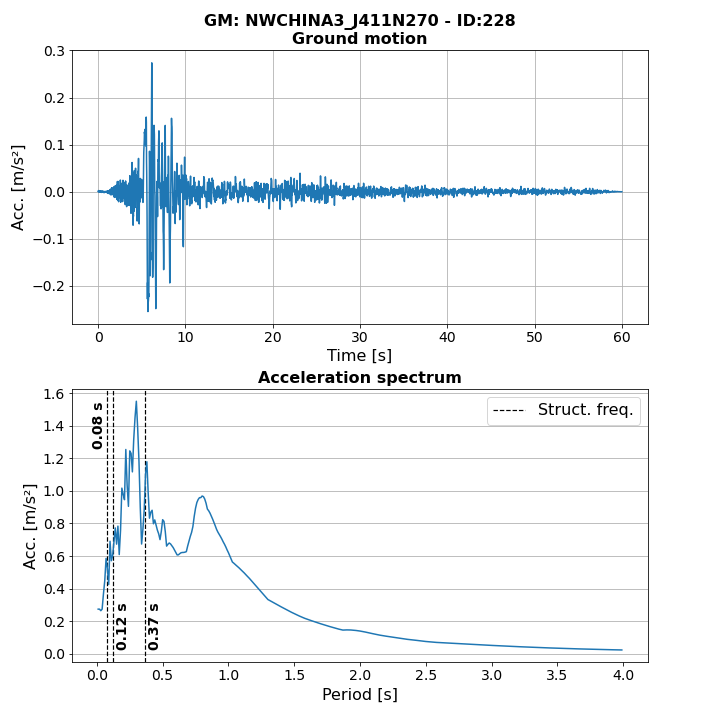 GM: NWCHINA3_J411N270 - ID:228
Ground motion
0.3
0.2
0.1
0.0
−0.1
−0.2
Acc. [m/s²]
0 10 20 30 40 50 60
Time [s]
Acceleration spectrum
1.6
1.4
1.2
1.0
0.8
0.6
0.4
0.2
0.0
Acc. [m/s²]
Struct. freq.
0.08 s
0.12 s
0.37 s
0.0 0.5 1.0 1.5 2.0 2.5 3.0 3.5 4.0
Period [s]